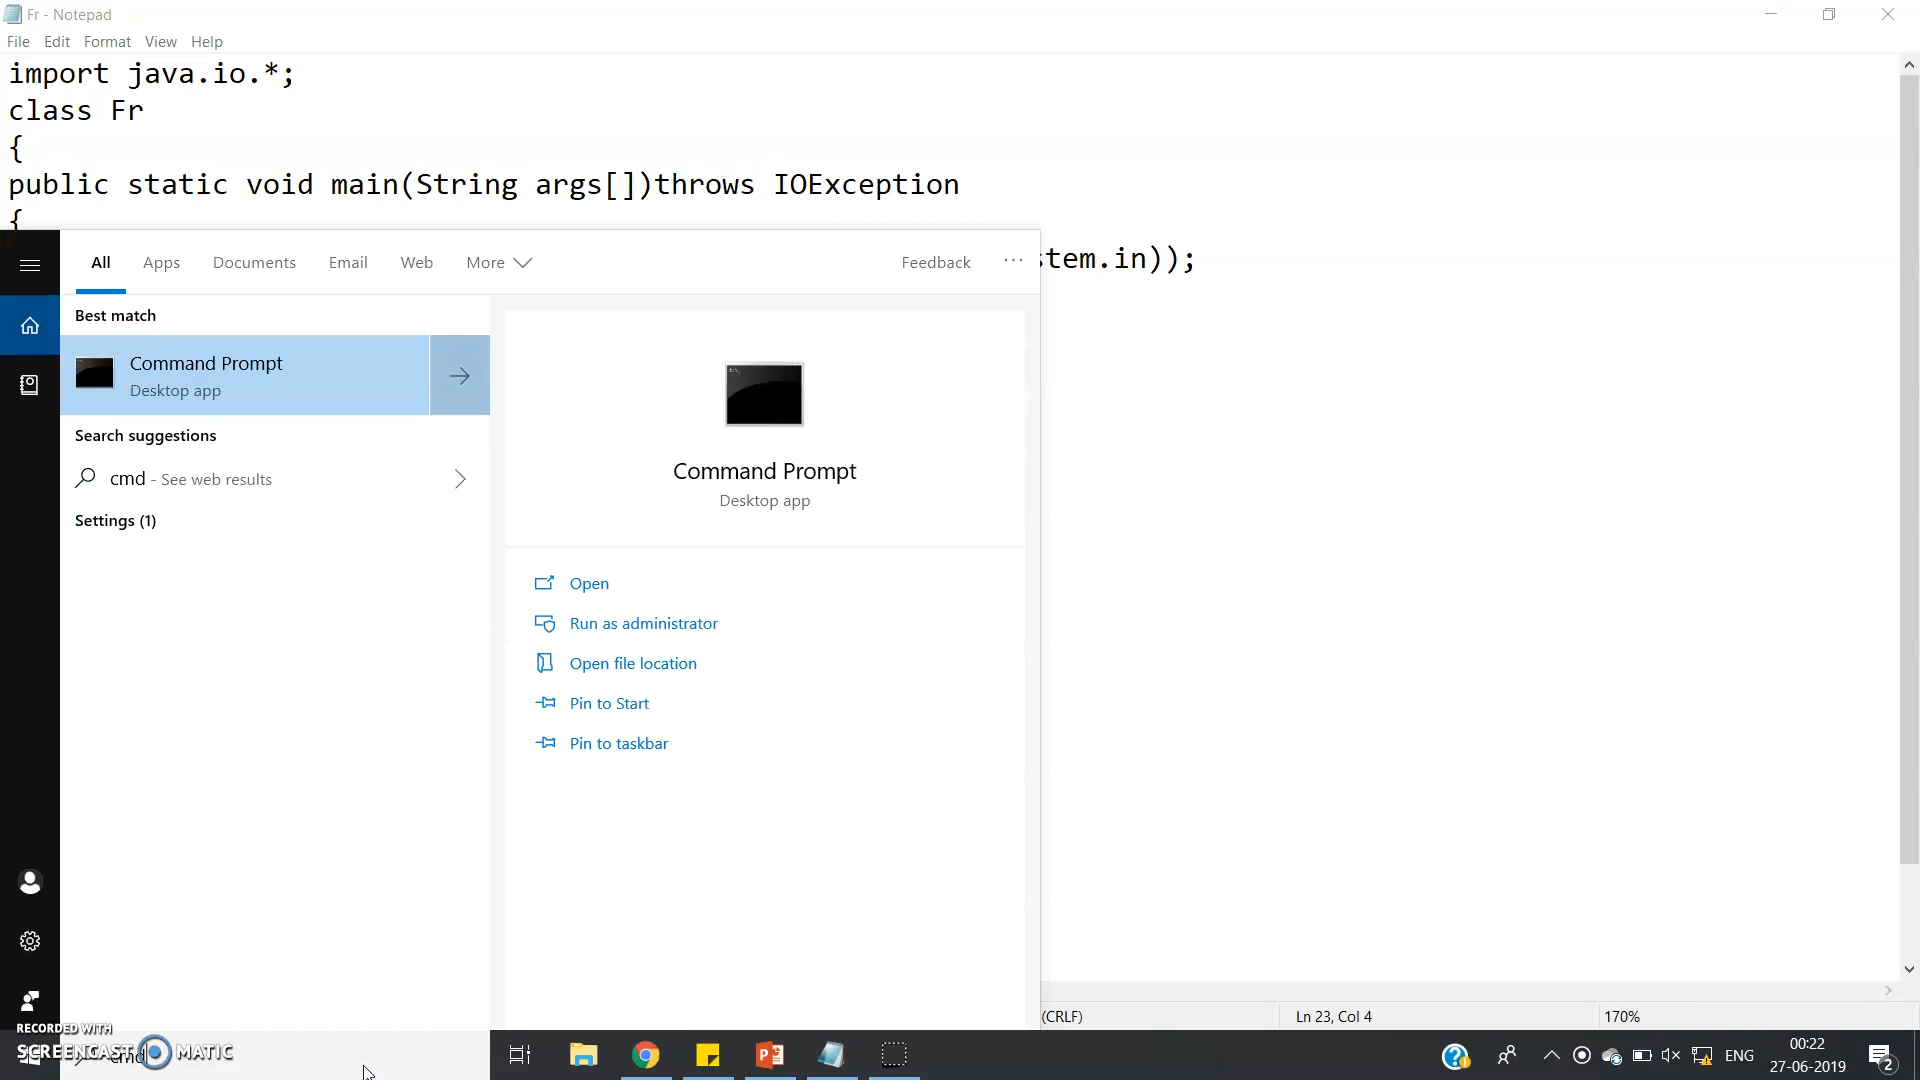 Fr - Notepad
File Edit Format View Help
import java.io.*;
class Fr
{
public static void main(String args[])throws IOException
{
stem.in));
All Apps Documents Email Web More Feedback ...
Best match
Command Prompt
Desktop app
Search suggestions
cmd - See web results
Settings (1)
Command Prompt
Desktop app
Open
Run as administrator
Open file location
Pin to Start
Pin to taskbar
(CRLF) Ln 23, Col 4 170%
RECORDED WITH
SCREENCAST MATIC
cmd
ENG
00:22
27-06-2019
2